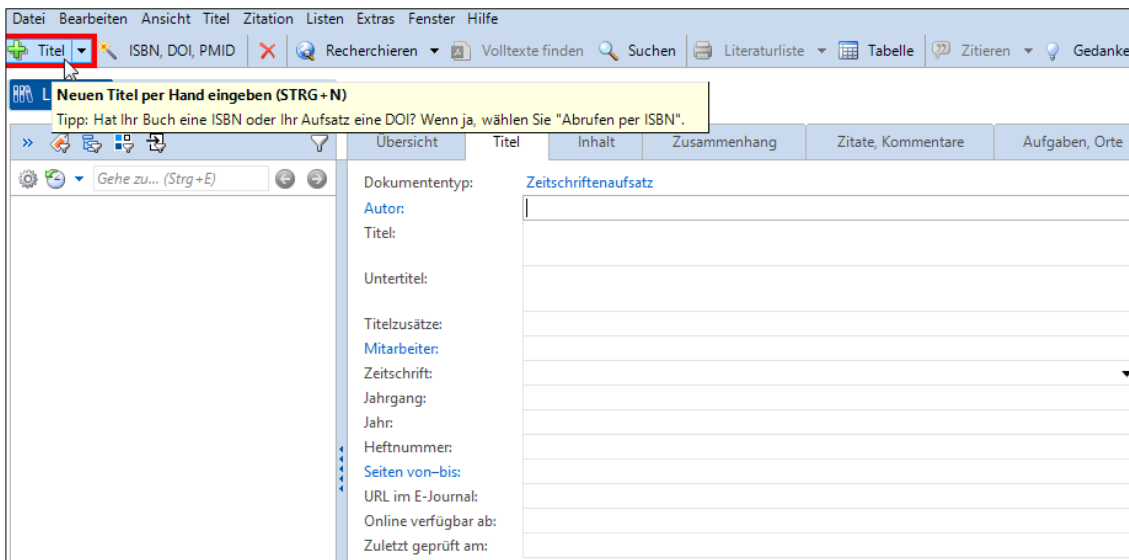 Datei Bearbeiten Ansicht Titel Zitation Listen Extras Fenster Hilfe
Titel ISBN, DOI, PMID Recherchieren Volltexte finden Suchen Literaturliste Tabelle Zitieren Gedanke
L
Neuen Titel per Hand eingeben (STRG+N)
Tipp: Hat Ihr Buch eine ISBN oder Ihr Aufsatz eine DOI? Wenn ja, wählen Sie "Abrufen per ISBN".
Übersicht Titel Inhalt Zusammenhang Zitate, Kommentare Aufgaben, Orte
Gehe zu... (Strg+E)
Dokumententyp: Zeitschriftenaufsatz
Autor:
Titel:
Untertitel:
Titelzusätze:
Mitarbeiter:
Zeitschrift:
Jahrgang:
Jahr:
Heftnummer:
Seiten von–bis:
URL im E-Journal:
Online verfügbar ab:
Zuletzt geprüft am: